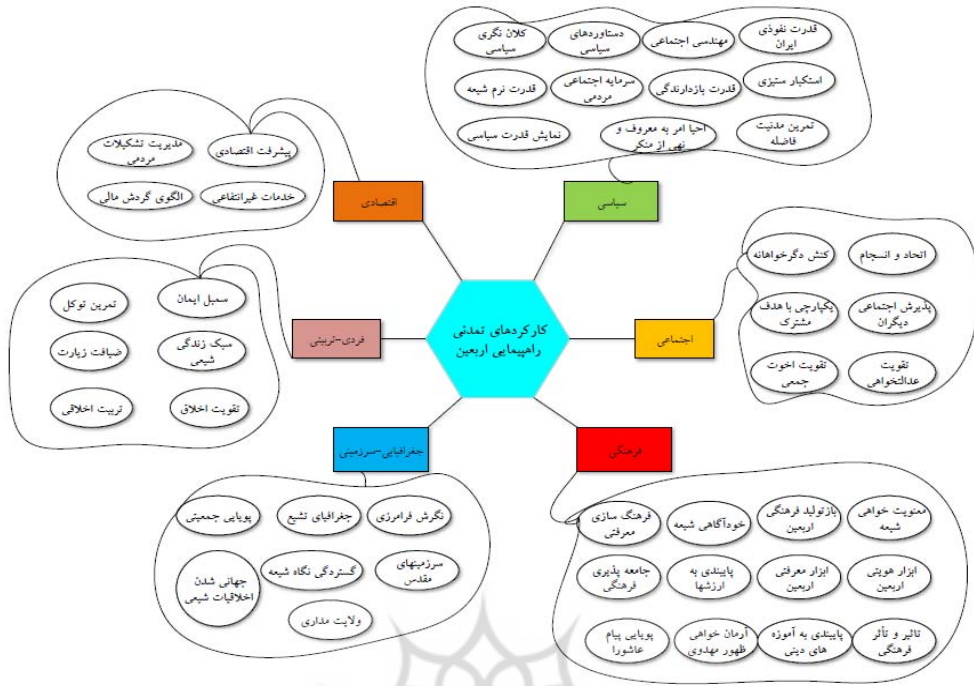 کارکردهای تمدنی
راهپیمایی اربعین
سیاسی
قدرت نفوذی
ایران
مهندسی اجتماعی
دستاوردهای
سیاسی
کلان نگری
سیاسی
استکبار ستیزی
قدرت بازدارندگی
سرمایه اجتماعی
مردمی
قدرت نرم شیعه
تمرین مدنیت
فاضله
احیا امر به معروف و
نهی از منکر
نمایش قدرت سیاسی
اقتصادی
پیشرفت اقتصادی
مدیریت تشکیلات
مردمی
خدمات غیرانتفاعی
الگوی گردش مالی
اجتماعی
اتحاد و انسجام
کنش دگرخواهانه
پذیرش اجتماعی
دیگران
یکپارچی با هدف
مشترک
تقویت
عدالتخواهی
تقویت اخوت
جمعی
فردی-تربیتی
سمبل ایمان
تمرین توکل
سبک زندگی
شیعی
ضیافت زیارت
تقویت اخلاق
تربیت اخلاقی
فرهنگی
معنویت خواهی
شیعه
بازتولید فرهنگی
اربعین
خودآگاهی شیعه
فرهنگ سازی
معرفتی
ابزار هویتی
اربعین
ابزار معرفتی
اربعین
پایبندی به
ارزشها
جامعه پذیری
فرهنگی
تاثیر و تأثر
فرهنگی
پایبندی به آموزه
های دینی
آرمان خواهی
ظهور مهدوی
پویایی پیام
عاشورا
جغرافیایی-سرزمینی
نگرش فرامرزی
جغرافیای تشیع
پویایی جمعیتی
سرزمینهای
مقدس
گستردگی نگاه شیعه
جهانی شدن
اخلاقیات شیعی
ولایت مداری